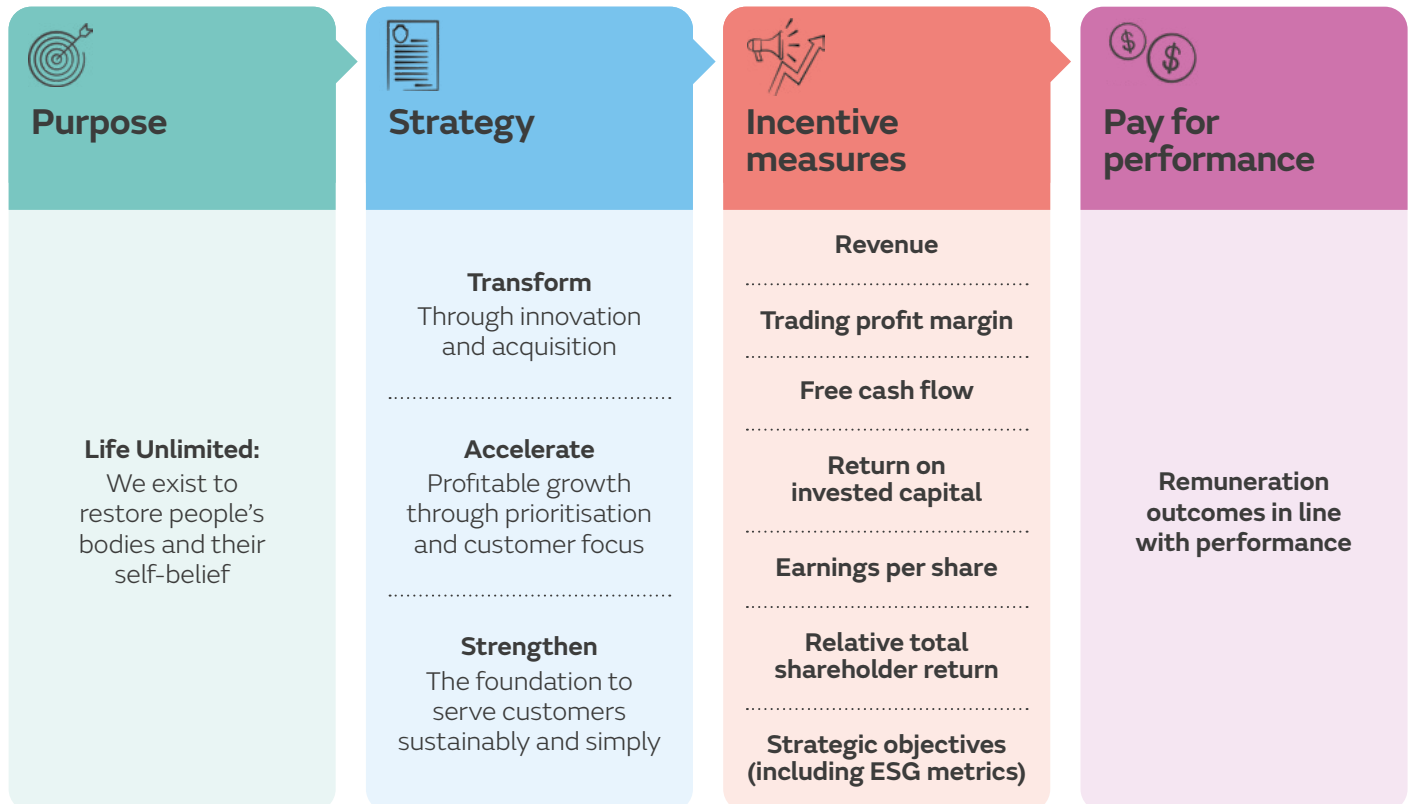 Purpose
Life Unlimited:
We exist to
restore people’s
bodies and their
self-belief
Strategy
Transform
Through innovation
and acquisition
Accelerate
Profitable growth
through prioritisation
and customer focus
Strengthen
The foundation to
serve customers
sustainably and simply
Incentive
measures
Revenue
Trading profit margin
Free cash flow
Return on
invested capital
Earnings per share
Relative total
shareholder return
Strategic objectives
(including ESG metrics)
$
$
Pay for
performance
Remuneration
outcomes in line
with performance